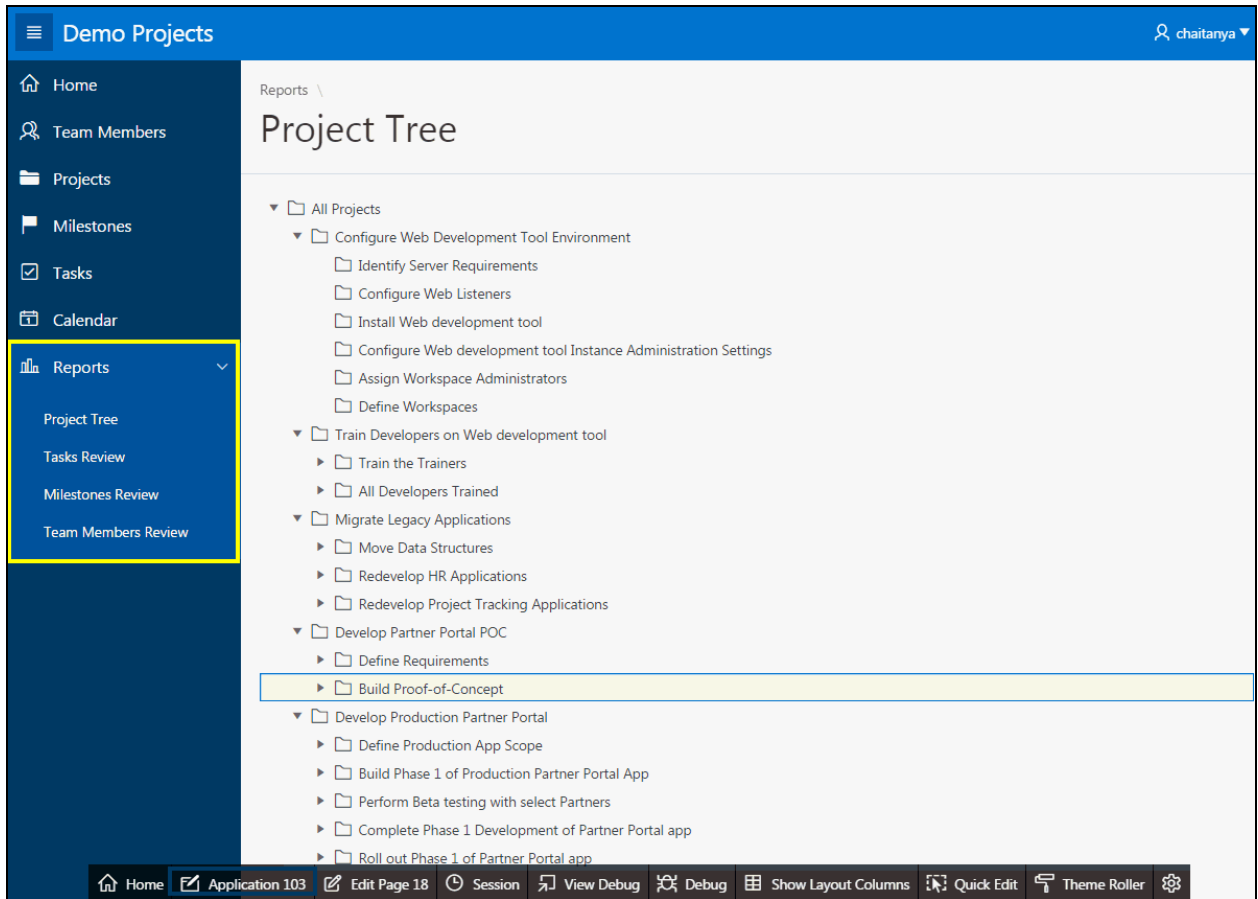 Demo Projects
chaitanya
Home
Team Members
Projects
Milestones
Tasks
Calendar
Reports
Project Tree
Tasks Review
Milestones Review
Team Members Review
Reports \
Project Tree
All Projects
Configure Web Development Tool Environment
Identify Server Requirements
Configure Web Listeners
Install Web development tool
Configure Web development tool Instance Administration Settings
Assign Workspace Administrators
Define Workspaces
Train Developers on Web development tool
Train the Trainers
All Developers Trained
Migrate Legacy Applications
Move Data Structures
Redevelop HR Applications
Redevelop Project Tracking Applications
Develop Partner Portal POC
Define Requirements
Build Proof-of-Concept
Develop Production Partner Portal
Define Production App Scope
Build Phase 1 of Production Partner Portal App
Perform Beta testing with select Partners
Complete Phase 1 Development of Partner Portal app
Roll out Phase 1 of Partner Portal app
Home Application 103 Edit Page 18 Session View Debug Debug Show Layout Columns Quick Edit Theme Roller